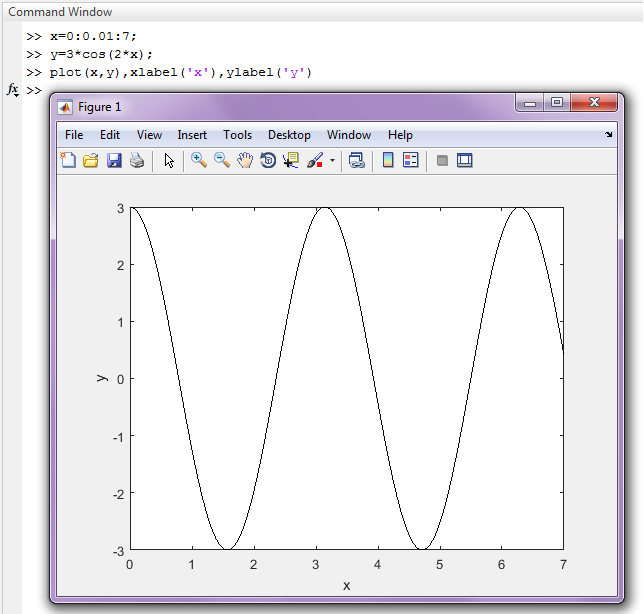 Command Window
>> x=0:0.01:7;
>> y=3*cos(2*x);
>> plot(x,y),xlabel('x'),ylabel('y')
fx >>
Figure 1
File Edit View Insert Tools Desktop Window Help
3
2
1
0
-1
-2
-3
y
0 1 2 3 4 5 6 7
x